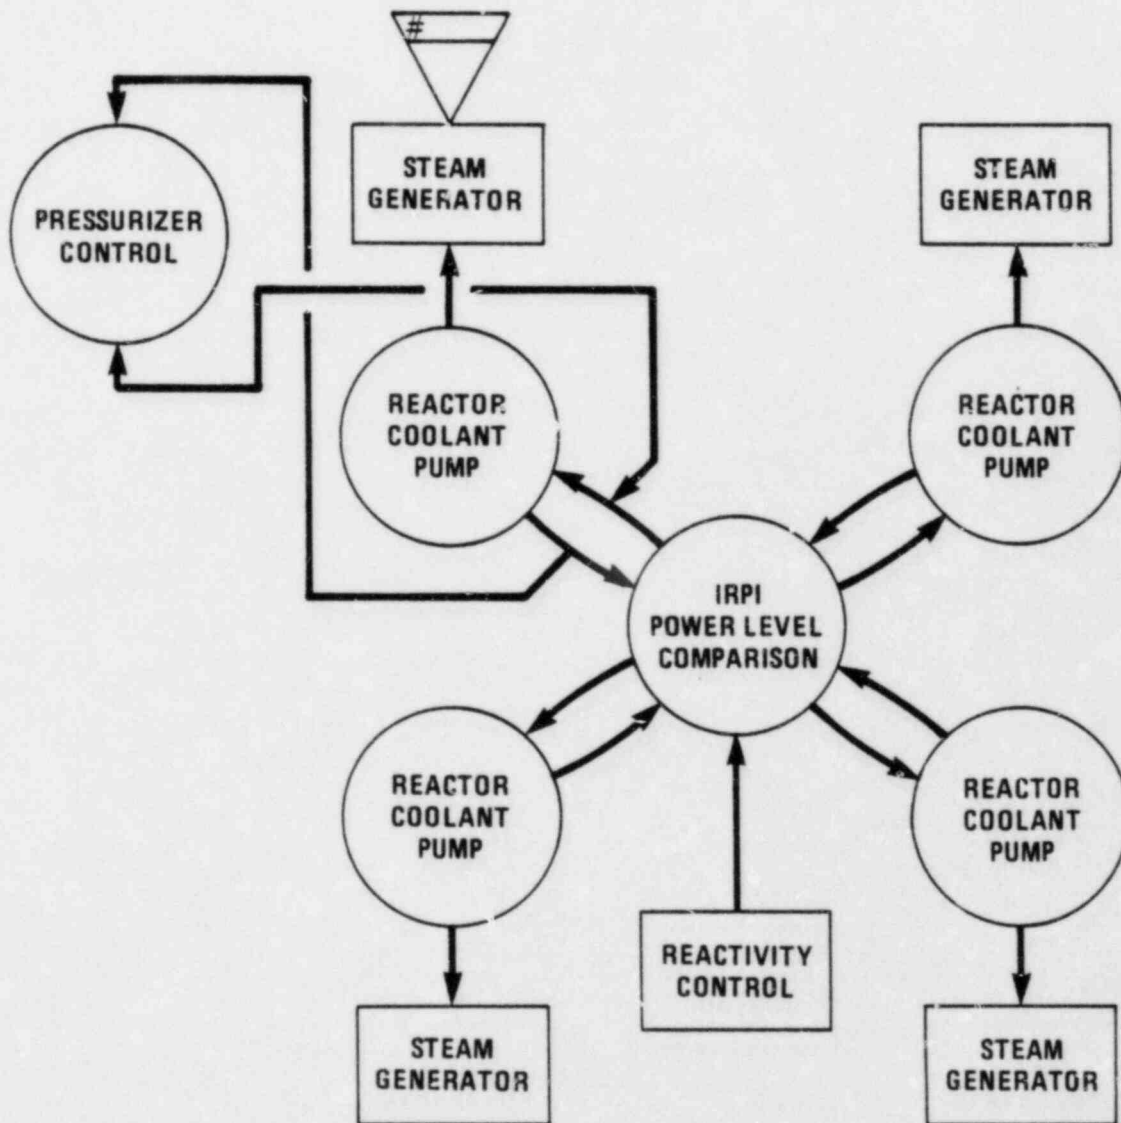 #
STEAM
GENERATOR
STEAM
GENERATOR
PRESSURIZER
CONTROL
REACTOR
COOLANT
PUMP
REACTOR
COOLANT
PUMP
IRPI
POWER LEVEL
COMPARISON
REACTOR
COOLANT
PUMP
REACTOR
COOLANT
PUMP
REACTIVITY
CONTROL
STEAM
GENERATOR
STEAM
GENERATOR